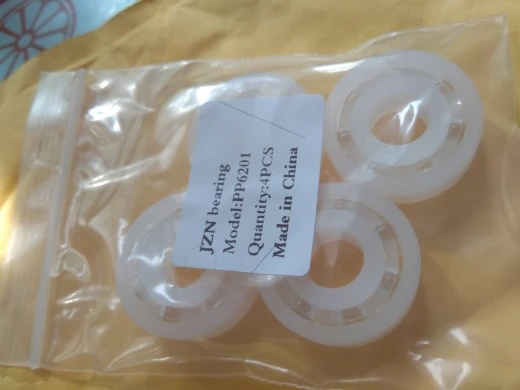 JZN bearing
Model:PP6201
Quantity:4PCS
Made in China